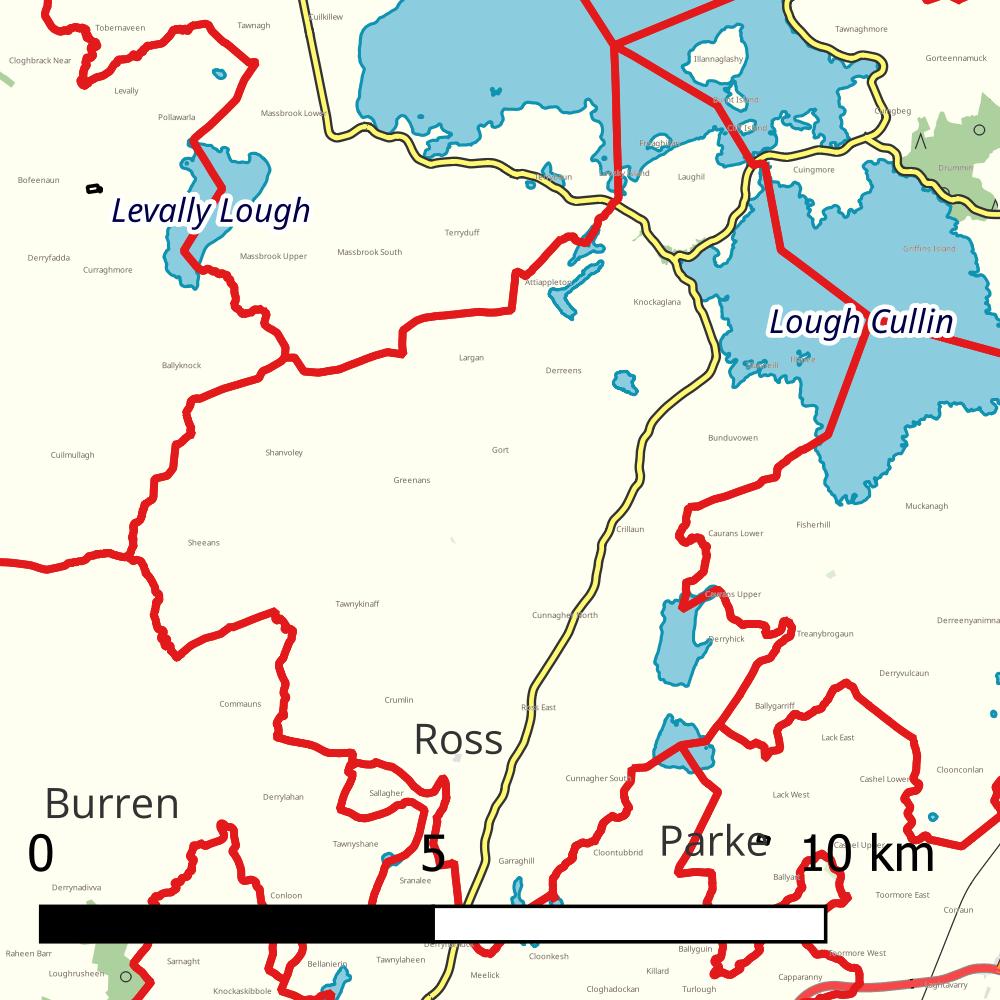 Cuilkillew
Tawnagh
Tobernaveen
Tawnaghmore
Cloghbrack Near
Illannaglashy
Gorteennamuck
Levally
Massbrook Lower
Pollawarla
Cuingbeg
Laughil
Cuingmore
Drummin
Bofeenaun
Levally Lough
Terryduff
Griffins Island
Massbrook South
Massbrook Upper
Derryfadda
Curraghmore
Attiappleton
Knockaglana
Lough Cullin
Largan
Ballyknock
Derreens
Bunduvowen
Gort
Shanvoley
Cuilmullagh
Greenans
Muckanagh
Fisherhill
Crillaun
Caurans Lower
Sheeans
Caurans Upper
Tawnykinaff
Cunnagher North
Treanybrogaun
Derryhick
Derryvulcaun
Crumlin
Commauns
Ross East
Ballygarriff
Lack East
Ross
Clooncolan
Cunnagher South
Cashel Lower
Sallagher
Derrylahan
Lack West
Burren
Parke
Tawnyshane
0
5
10 km
Cloontubbrid
Garraghill
Sranalee
Derrynadivva
Conloon
Toormore East
Corraun
Ballyguin
Raheen Barr
Toormore West
Cloonkesh
Sarnaght
Bellanierin
Tawnylaheen
Loughrusheen
Meelick
Killard
Capparanny
Knockaskibbole
Cloghadockan
Turlough